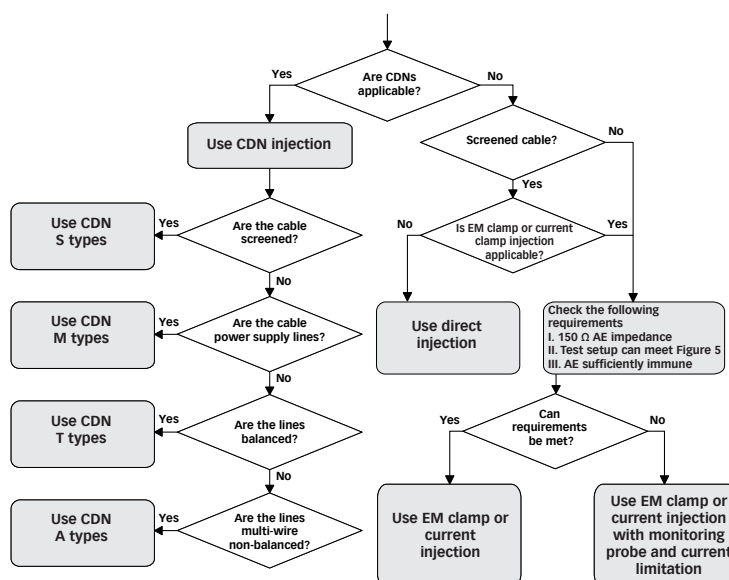 Are CDNs
applicable?
Yes
No
Use CDN injection
Screened cable?
No
Yes
Use CDN
S types
Yes
Are the cable
screened?
No
Is EM clamp or current
clamp injection
applicable?
No
Yes
Use CDN
M types
Yes
Are the cable
power supply lines?
No
Use direct
injection
Check the following
requirements
I. 150 Ω AE impedance
II. Test setup can meet Figure 5
III. AE sufficiently immune
Use CDN
T types
Yes
Are the lines
balanced?
No
Yes
Can
requirements
be met?
No
Use CDN
A types
Yes
Are the lines
multi-wire
non-balanced?
Use EM clamp or
current
injection
Use EM clamp or
current injection
with monitoring
probe and current
limitation